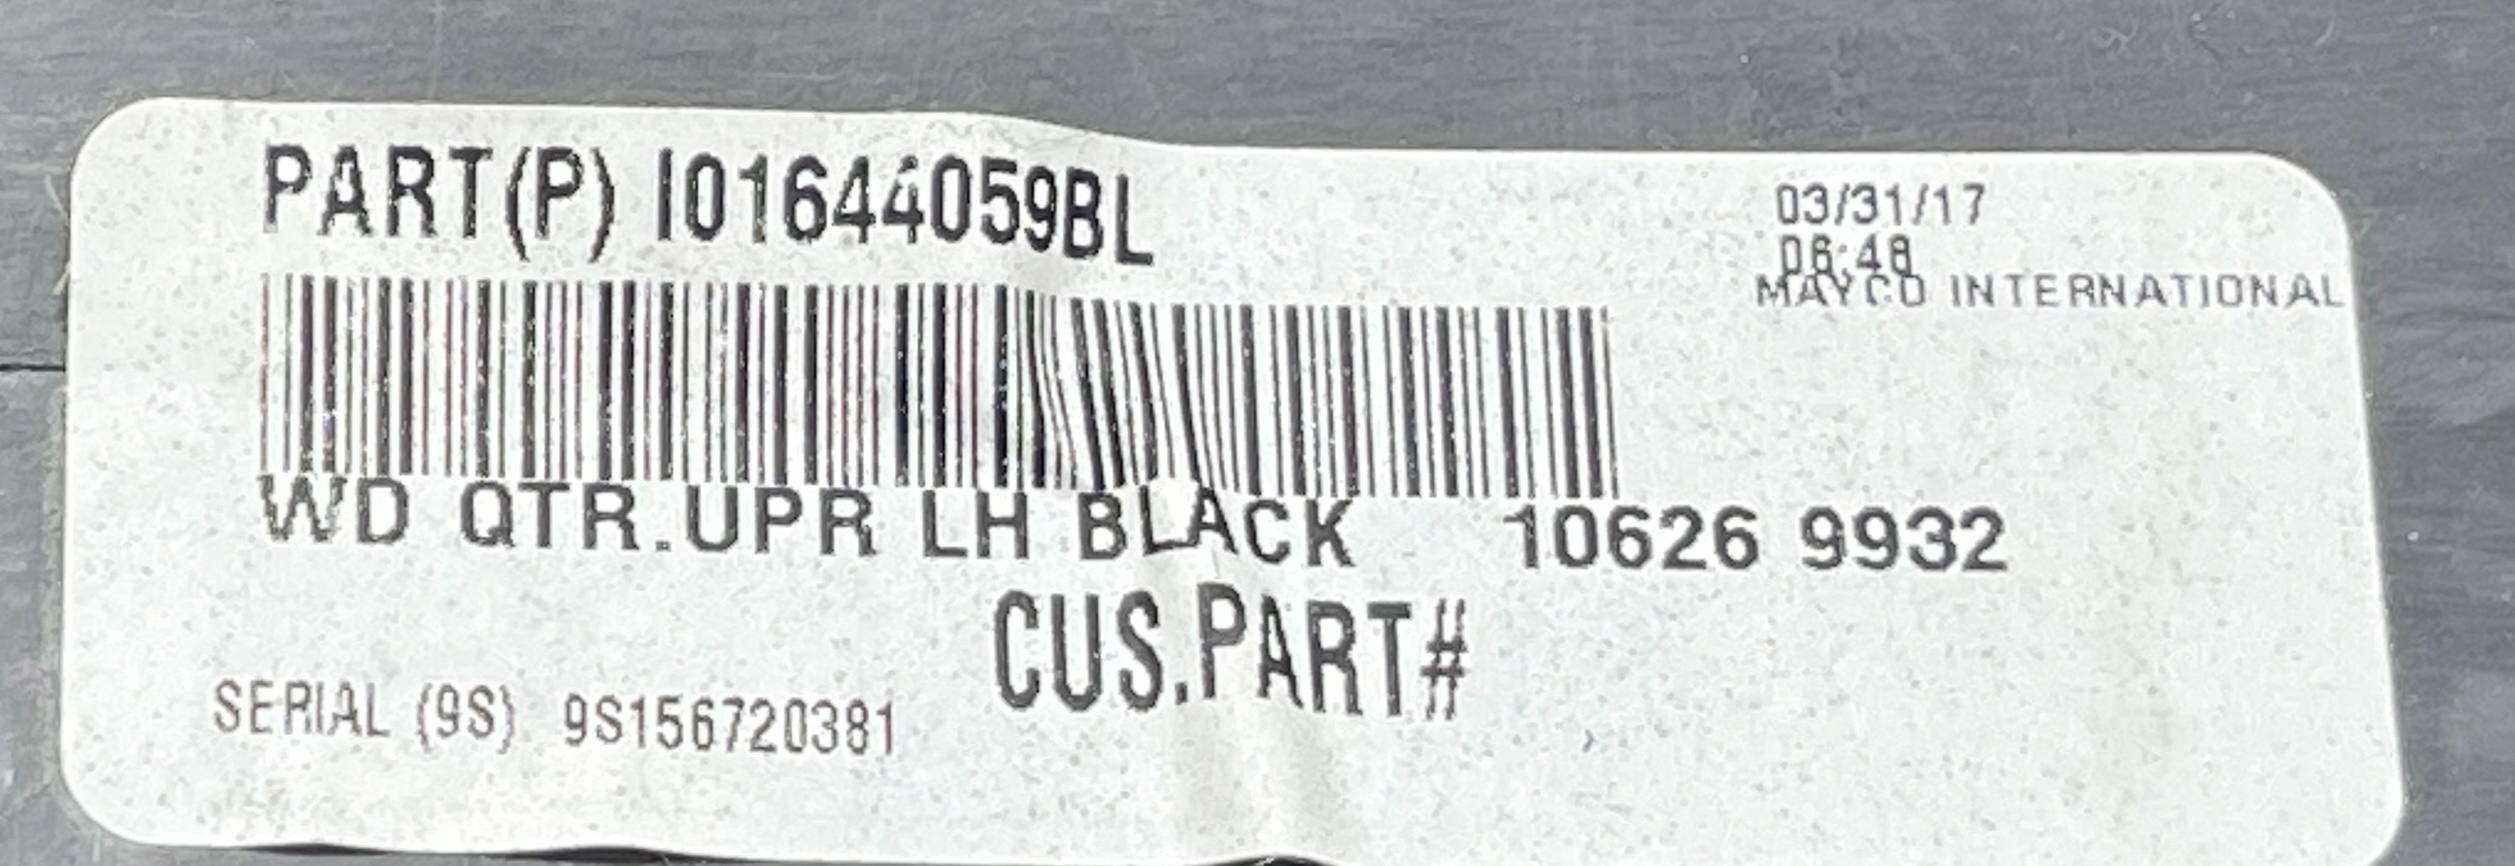 PART(P) I01644059BL
03/31/17
06:48
MAYCO INTERNATIONAL
WD QTR.UPR LH BLACK 10626 9932
CUS.PART#
SERIAL (9S) 9S156720381